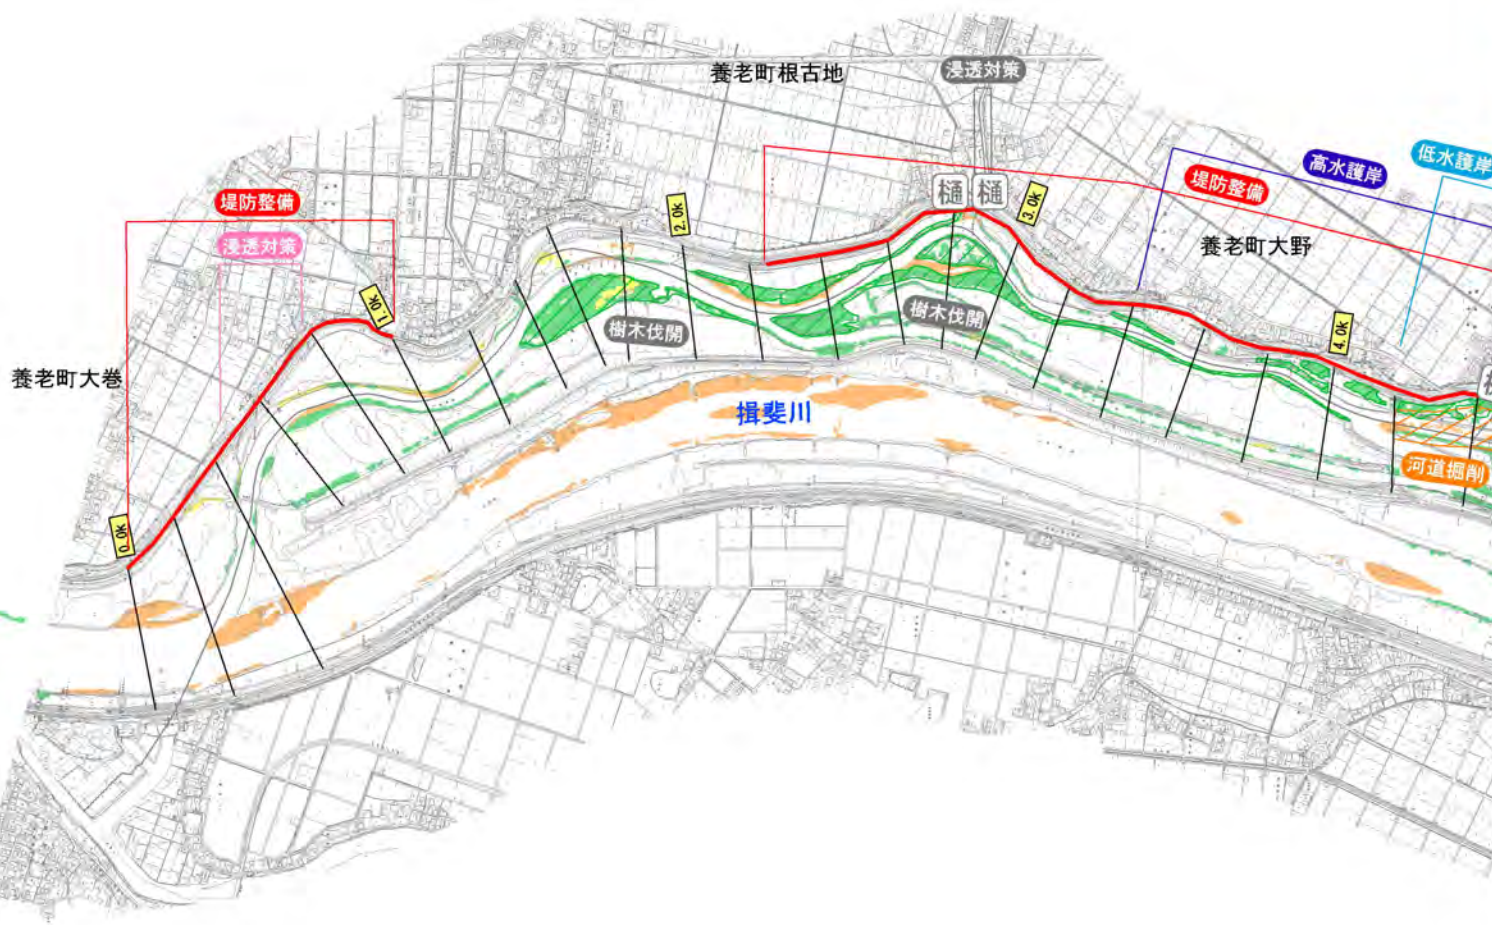 養老町根古地
浸透対策
低水護岸
高水護岸
堤防整備
堤防整備
樋
樋
2.0k
3.0k
浸透対策
養老町大野
1.0k
樹木伐開
樹木伐開
4.0k
養老町大巻
揖斐川
河道掘削
0.0k